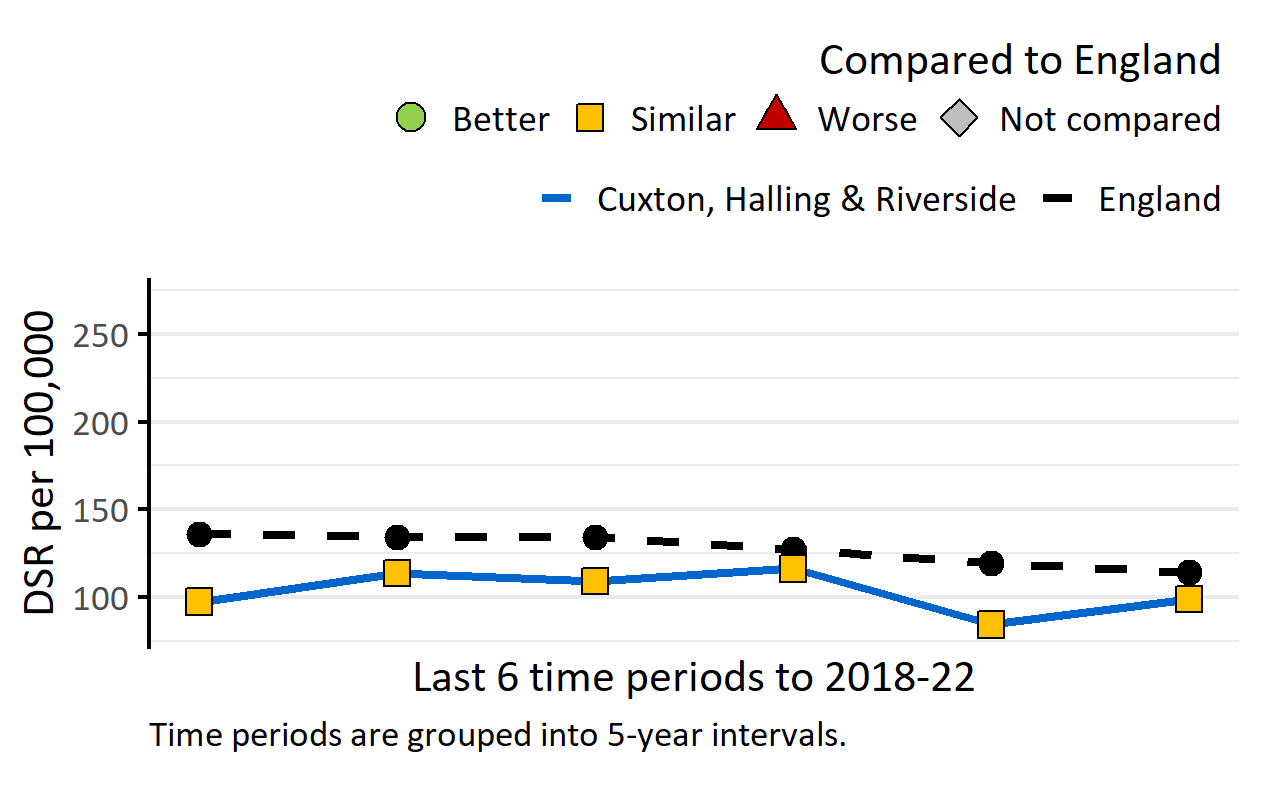 Compared to England
Better Similar Worse Not compared
Cuxton, Halling & Riverside England
DSR per 100,000
250
200
150
100
Last 6 time periods to 2018-22
Time periods are grouped into 5-year intervals.